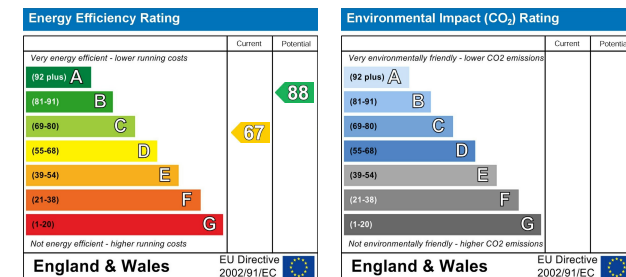 Energy Efficiency Rating
Current Potential
Very energy efficient - lower running costs
(92 plus) A
(81-91) B
(69-80) C
(55-68) D
(39-54) E
(21-38) F
(1-20) G
67
88
Not energy efficient - higher running costs
England & Wales
EU Directive
2002/91/EC
Environmental Impact (CO₂) Rating
Current Potential
Very environmentally friendly - lower CO2 emissions
(92 plus) A
(81-91) B
(69-80) C
(55-68) D
(39-54) E
(21-38) F
(1-20) G
Not environmentally friendly - higher CO2 emissions
England & Wales
EU Directive
2002/91/EC